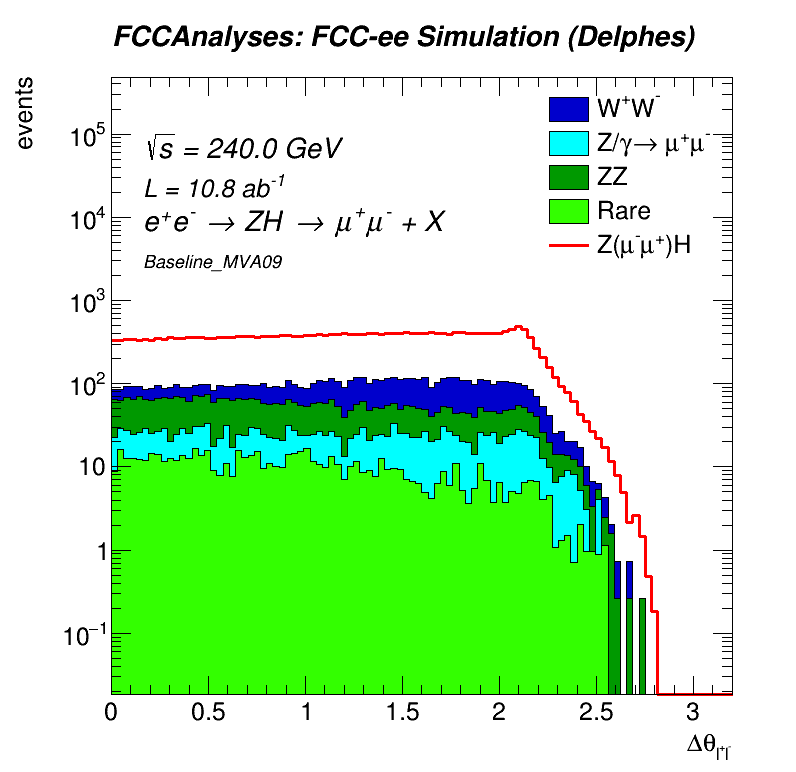 FCCAnalyses: FCC-ee Simulation (Delphes)
events
√s = 240.0 GeV
L = 10.8 ab⁻¹
e⁺e⁻ → ZH → μ⁺μ⁻ + X
Baseline_MVA09
W⁺W⁻
Z/γ→ μ⁺μ⁻
ZZ
Rare
Z(μ⁻μ⁺)H
10⁵
10⁴
10³
10²
10
1
10⁻¹
0 0.5 1 1.5 2 2.5 3
Δθ_l⁺l⁻